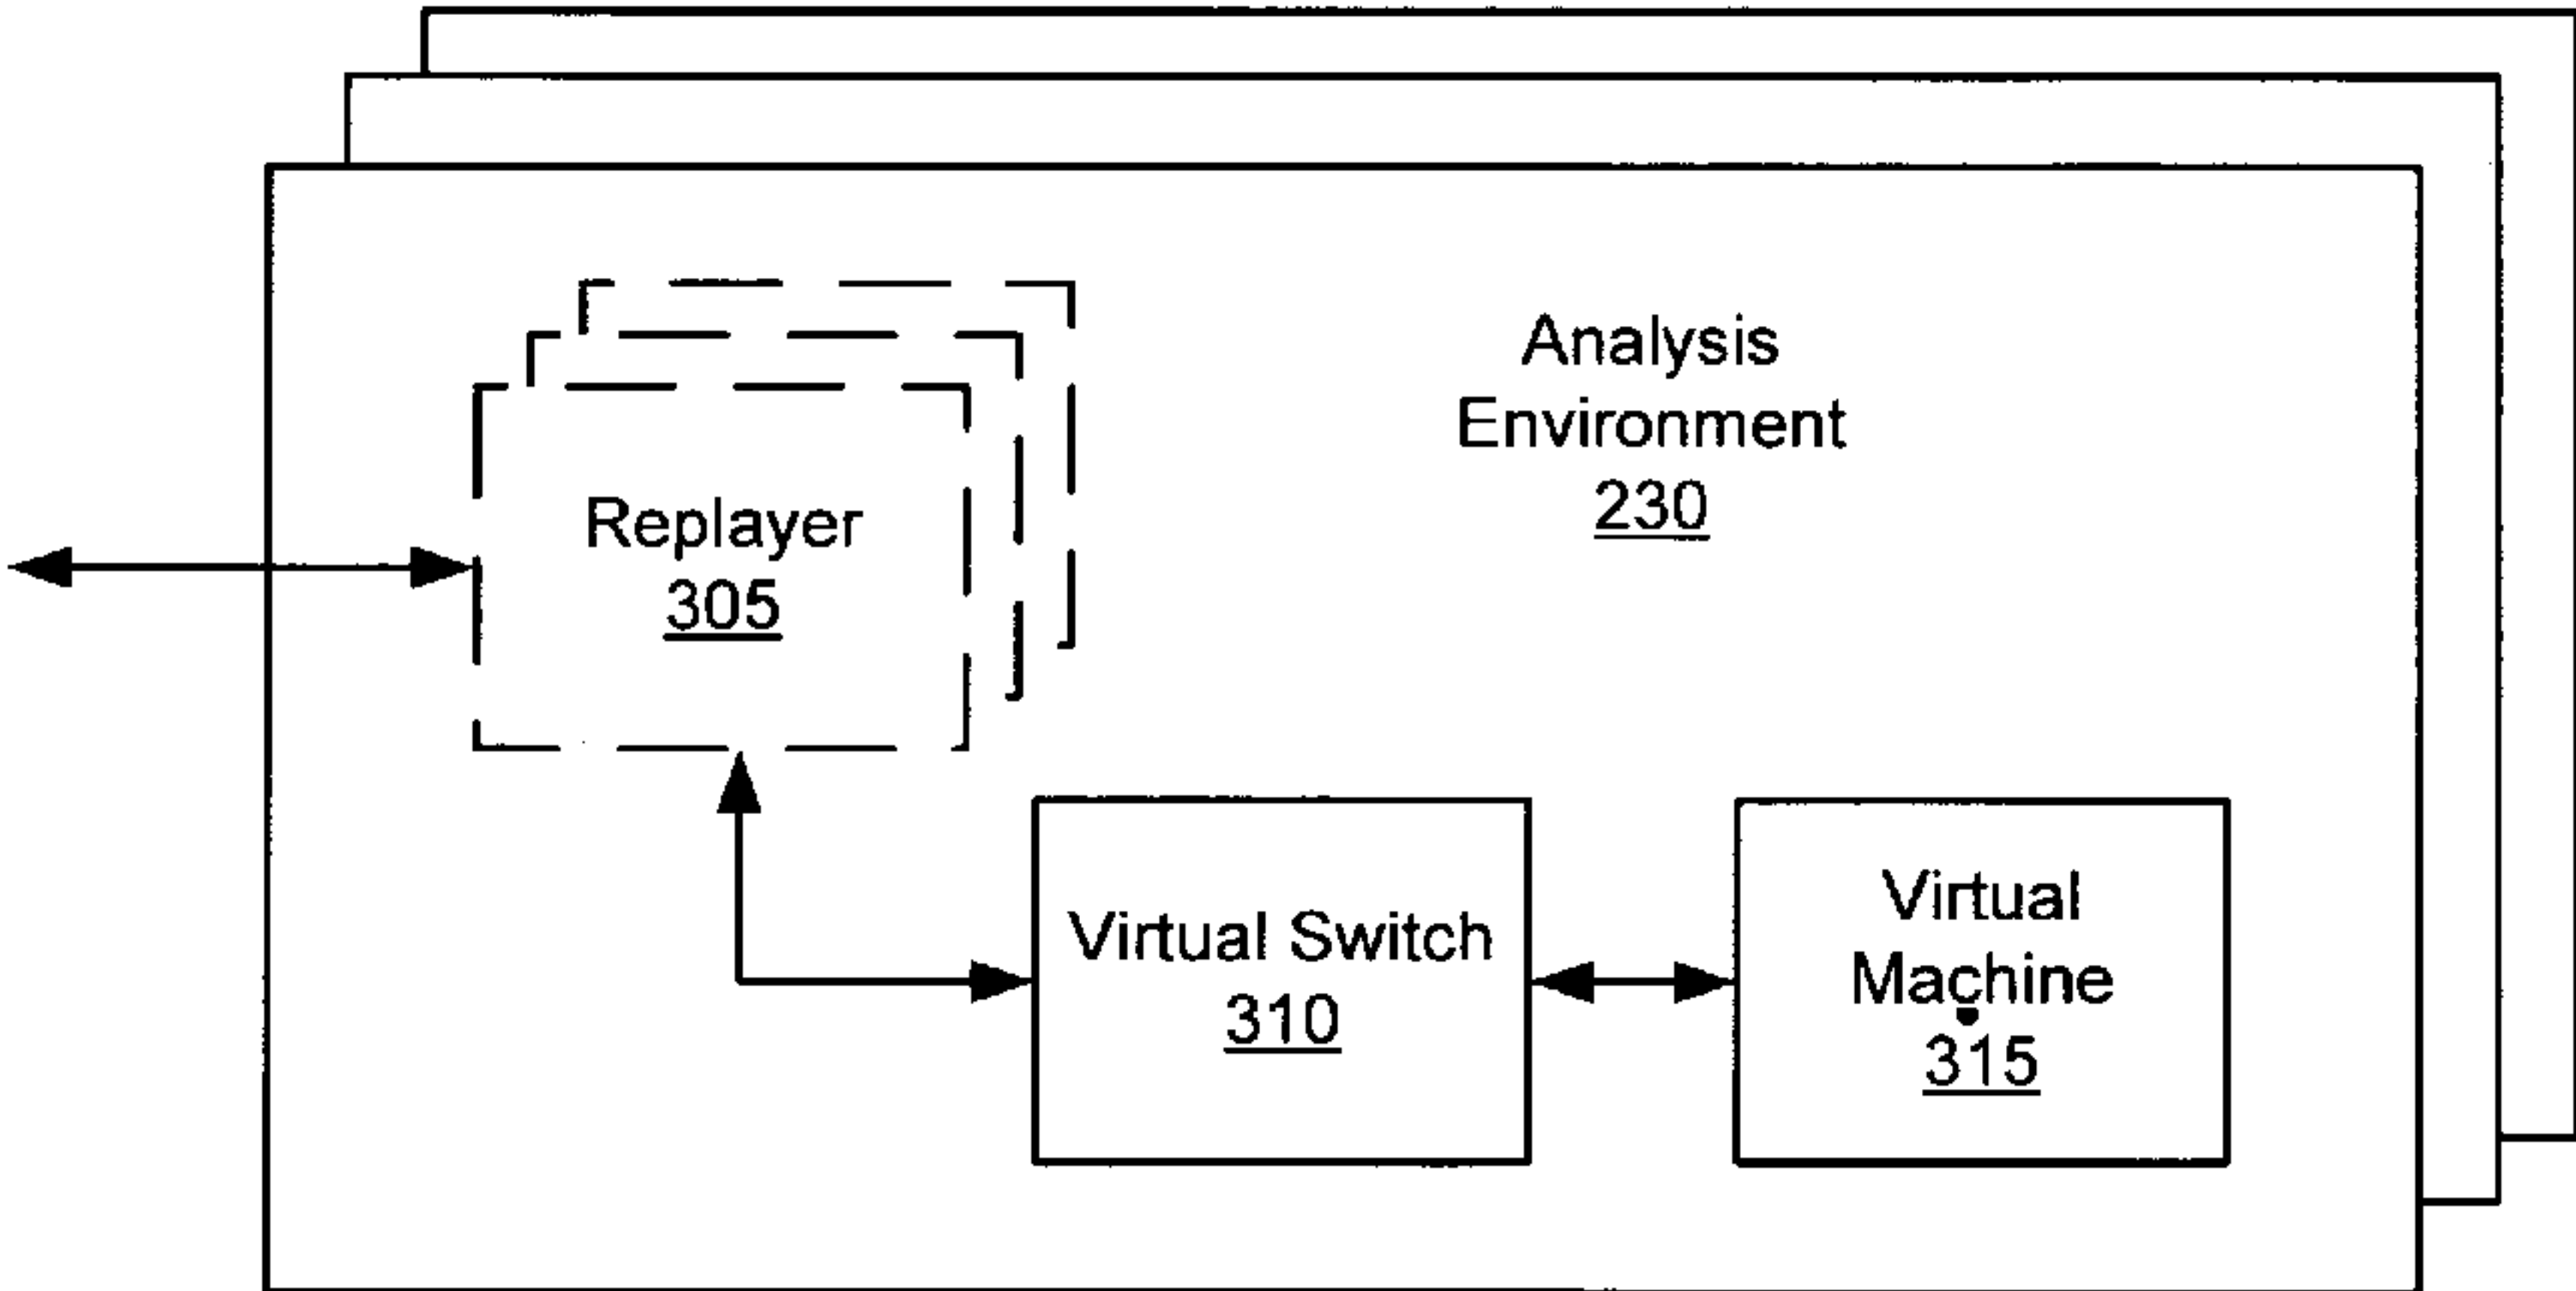 Analysis
Environment
230
Replayer
305
Virtual Switch
310
Virtual
Machine
315